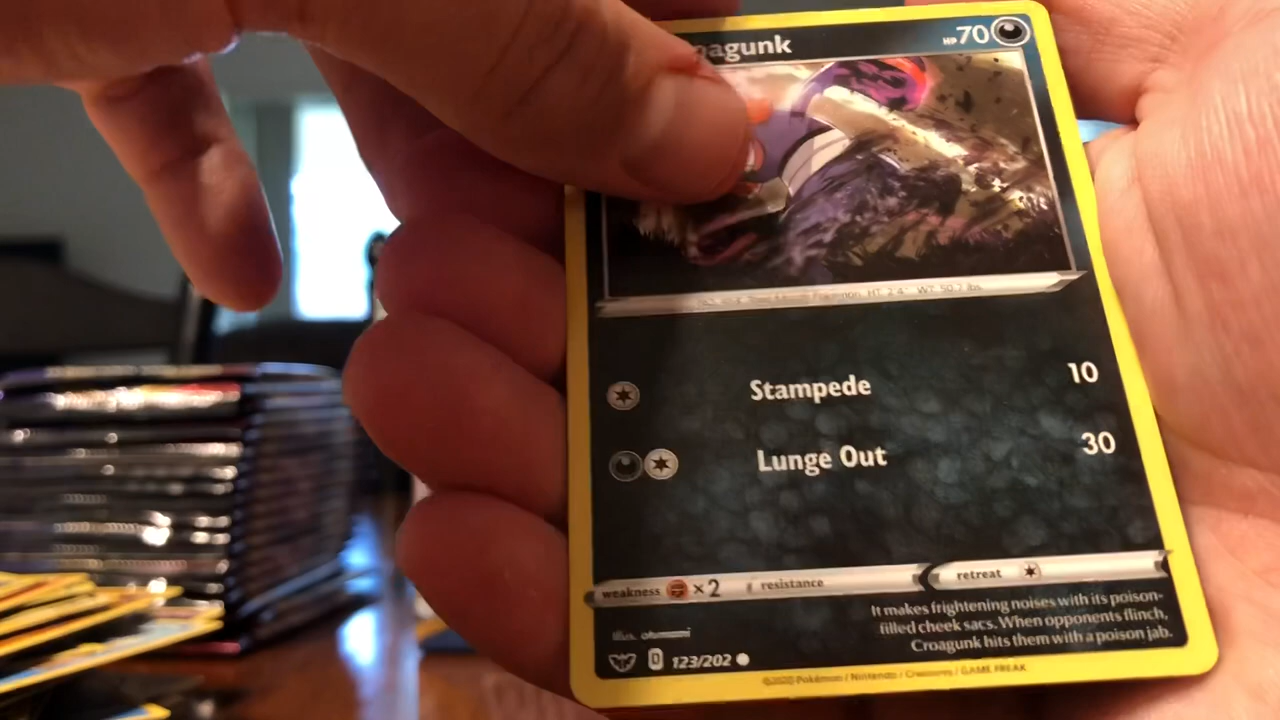 oagunk HP 70
HT: 2'4" WT: 50.7 lbs.
Stampede 10
Lunge Out 30
weakness ×2 resistance retreat
It makes frightening noises with its poison-
filled cheek sacs. When opponents flinch,
Croagunk hits them with a poison jab.
Illus.
D 123/202
©2020 Pokémon / Nintendo / Creatures / GAME FREAK